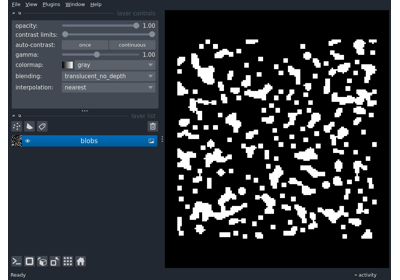 File View Plugins Window Help
layer controls
opacity: 1.00
contrast limits:
auto-contrast: once continuous
gamma: 1.00
colormap: gray
blending: translucent_no_depth
interpolation: nearest
layer list
blobs
Ready
activity